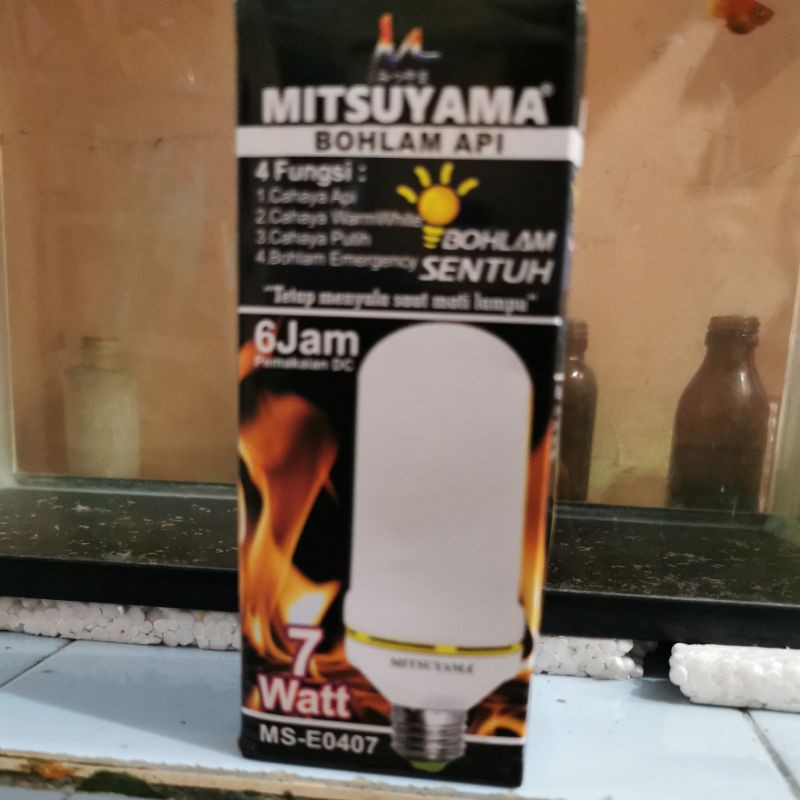 MITSUYAMA®
BOHLAM API
4 Fungsi :
1.Cahaya Api
2.Cahaya WarmWhite
3.Cahaya Putih
4.Bohlam Emergency
BOHLAM
SENTUH
"Tetap menyala saat mati lampu"
6Jam
Pemakaian DC
MITSUYAMA
7
Watt
MS-E0407